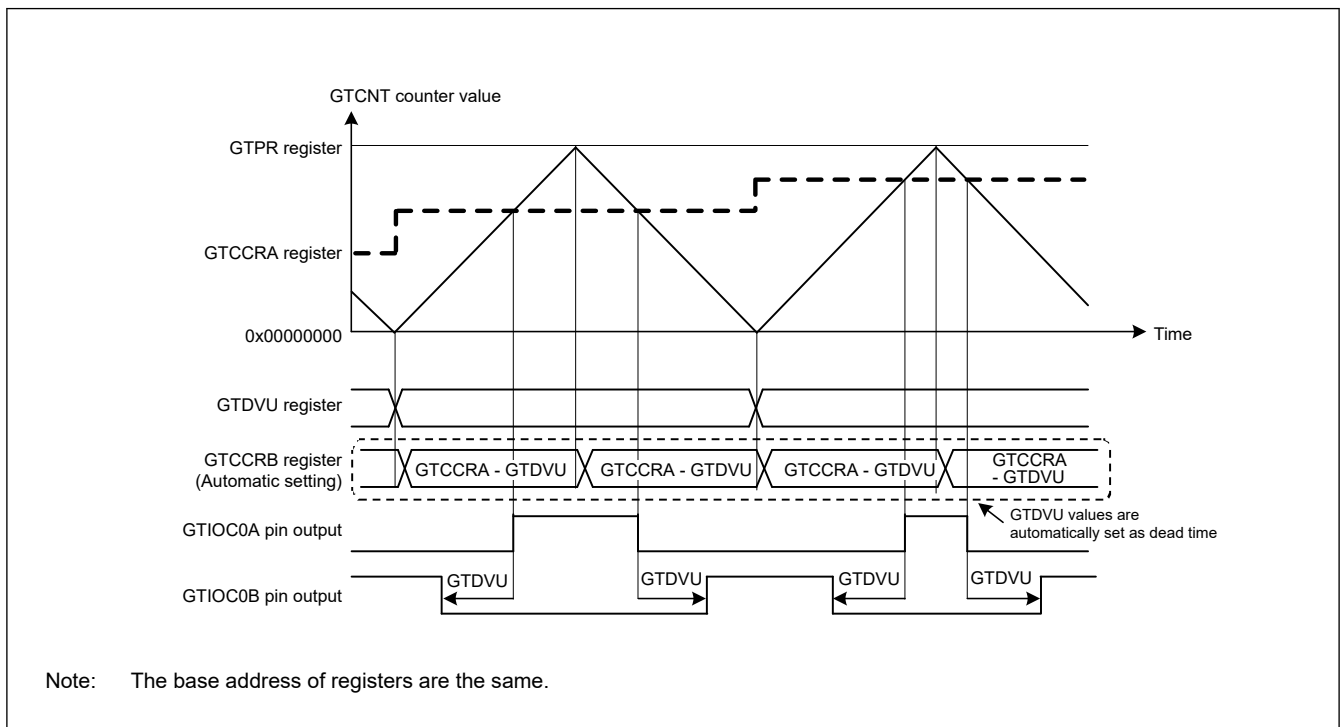 GTCNT counter value
GTPR register
GTCCRA register
0x00000000
Time
GTDVU register
GTCCRB register
(Automatic setting)
GTCCRA - GTDVU
GTCCRA - GTDVU
GTCCRA - GTDVU
GTCCRA
- GTDVU
GTDVU values are
automatically set as dead time
GTIOC0A pin output
GTIOC0B pin output
GTDVU
GTDVU
GTDVU
GTDVU
Note: The base address of registers are the same.